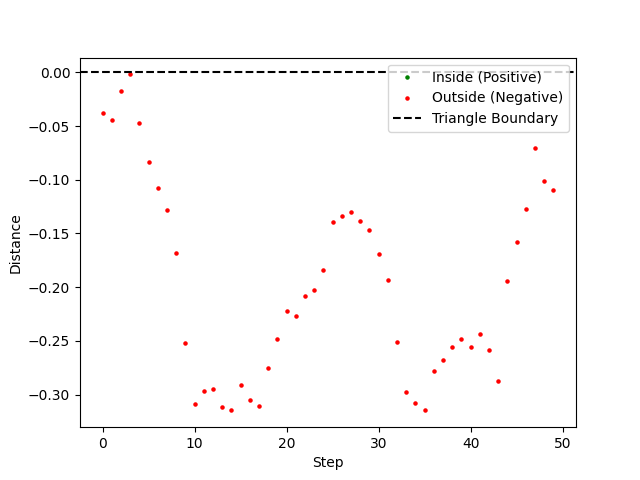 0.00
−0.05
−0.10
−0.15
−0.20
−0.25
−0.30
Distance
0
10
20
30
40
50
Step
Inside (Positive)
Outside (Negative)
Triangle Boundary